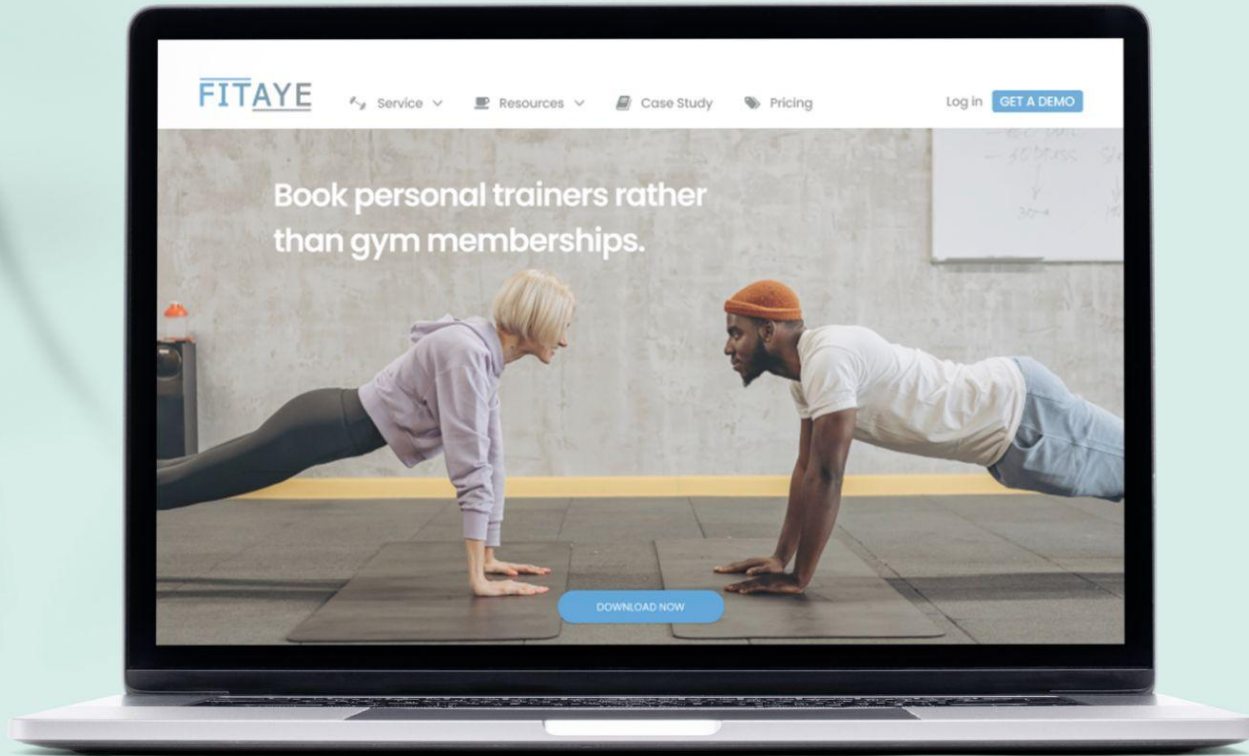 FITAYE
Service
Resources
Case Study
Pricing
Log in
GET A DEMO
Book personal trainers rather
than gym memberships.
DOWNLOAD NOW